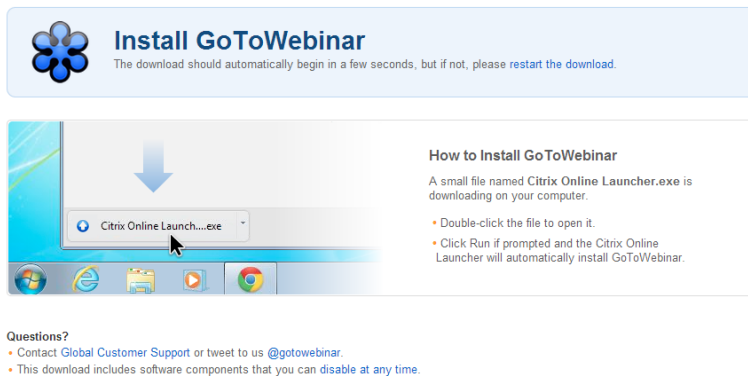 Install GoToWebinar
The download should automatically begin in a few seconds, but if not, please restart the download.
How to Install GoToWebinar
A small file named Citrix Online Launcher.exe is
downloading on your computer.
• Double-click the file to open it.
• Click Run if prompted and the Citrix Online
Launcher will automatically install GoToWebinar.
Citrix Online Launch....exe
Questions?
• Contact Global Customer Support or tweet to us @gotowebinar.
• This download includes software components that you can disable at any time.